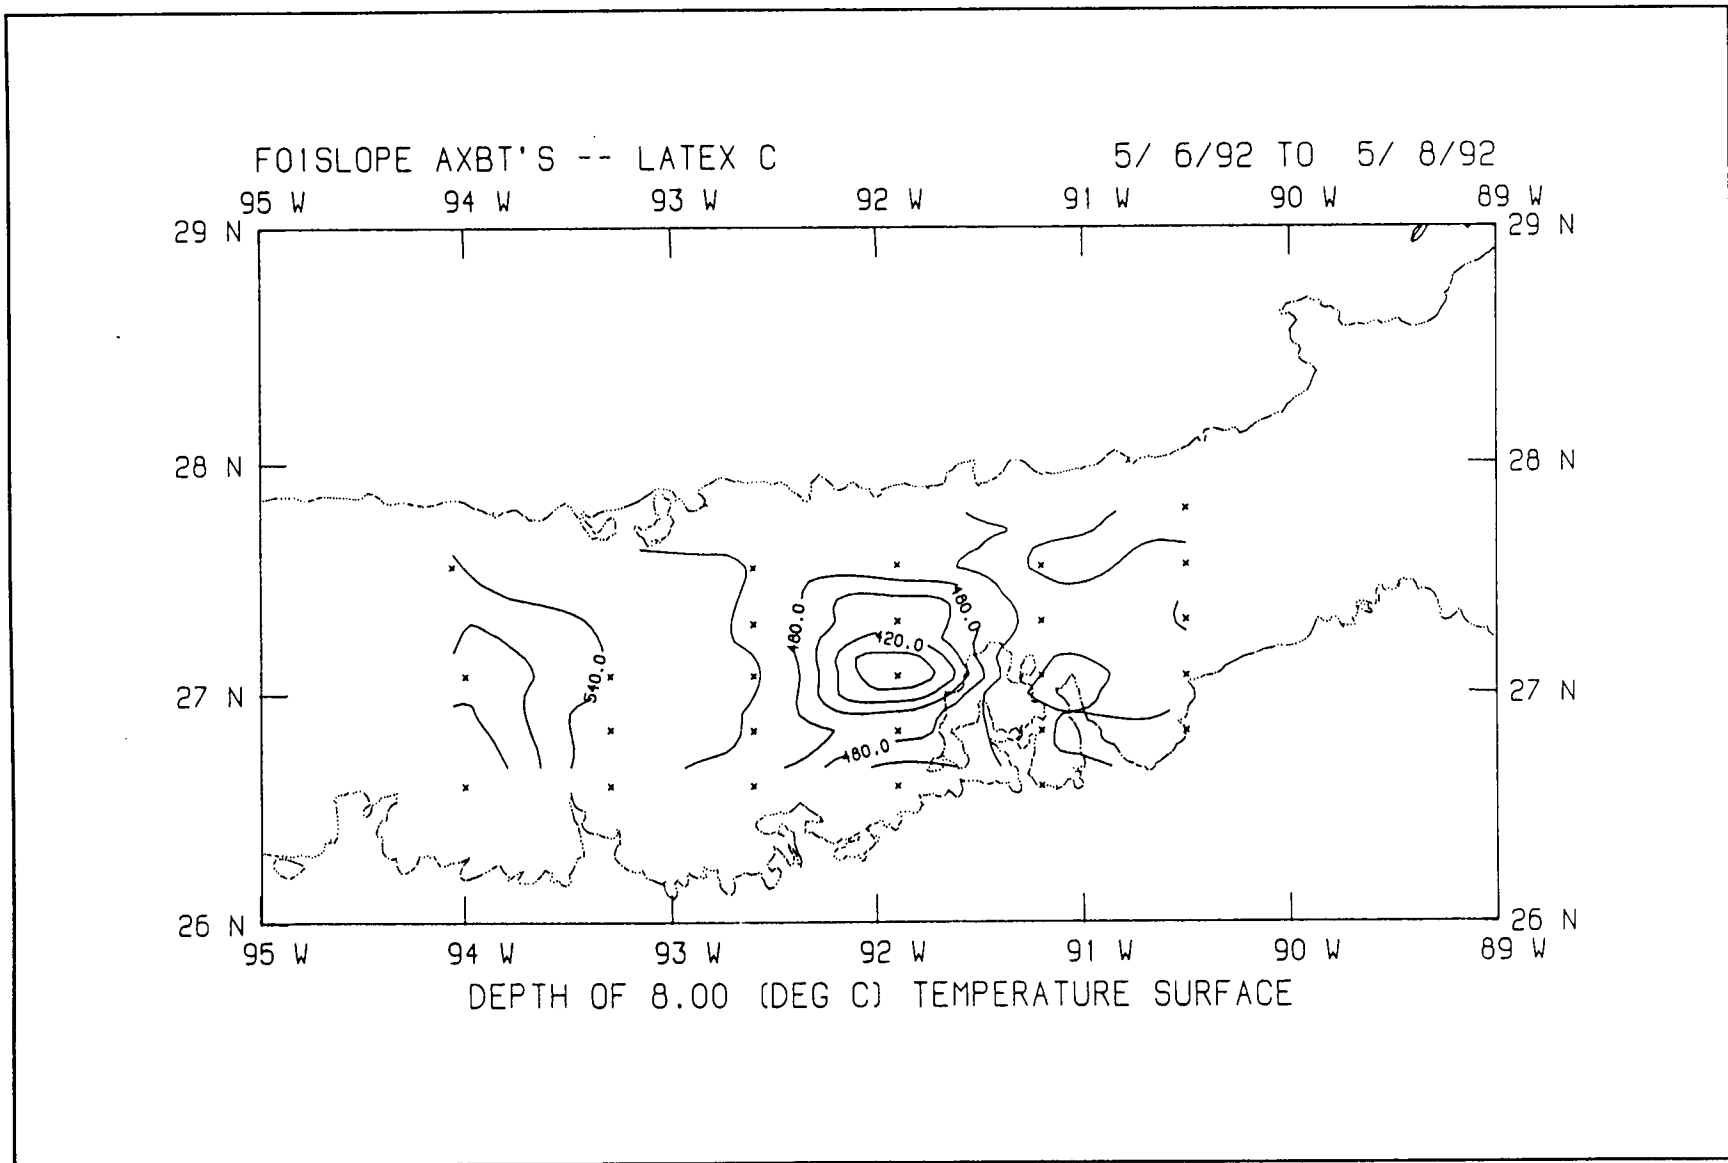 F01SLOPE AXBT'S -- LATEX C 5/ 6/92 TO 5/ 8/92
95 W 94 W 93 W 92 W 91 W 90 W 89 W
29 N 29 N
28 N 28 N
480.0 480.0
420.0
540.0
27 N 27 N
480.0
26 N 26 N
95 W 94 W 93 W 92 W 91 W 90 W 89 W
DEPTH OF 8.00 (DEG C) TEMPERATURE SURFACE